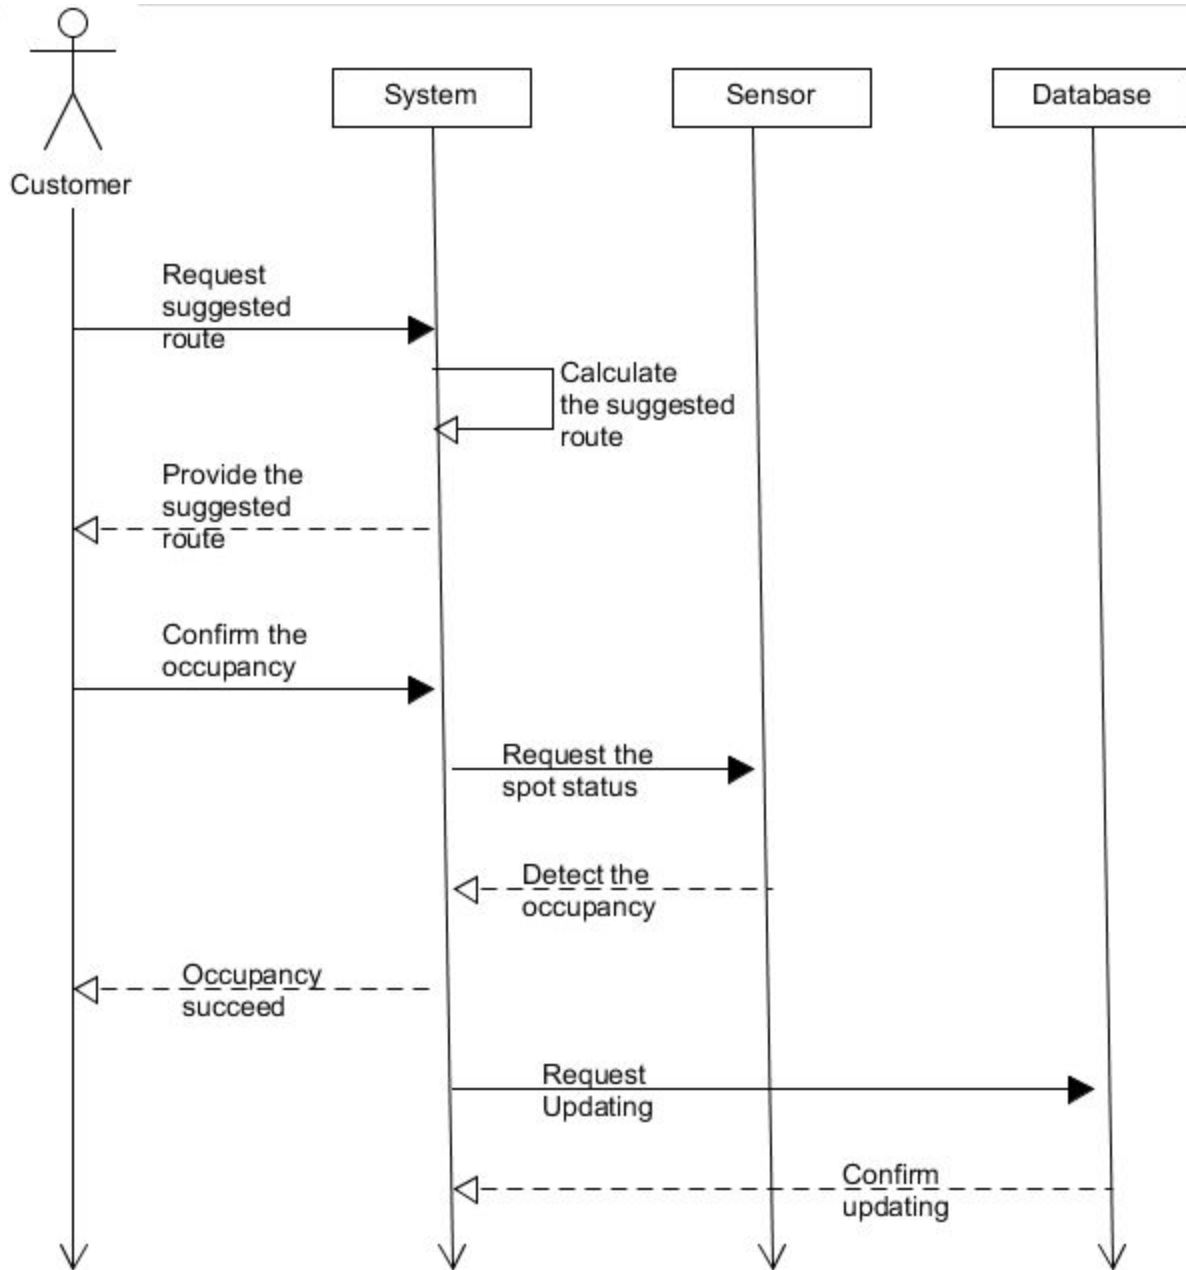 System
Sensor
Database
Customer
Request
suggested
route
Calculate
the suggested
route
Provide the
suggested
route
Confirm the
occupancy
Request the
spot status
Detect the
occupancy
Occupancy
succeed
Request
Updating
Confirm
updating